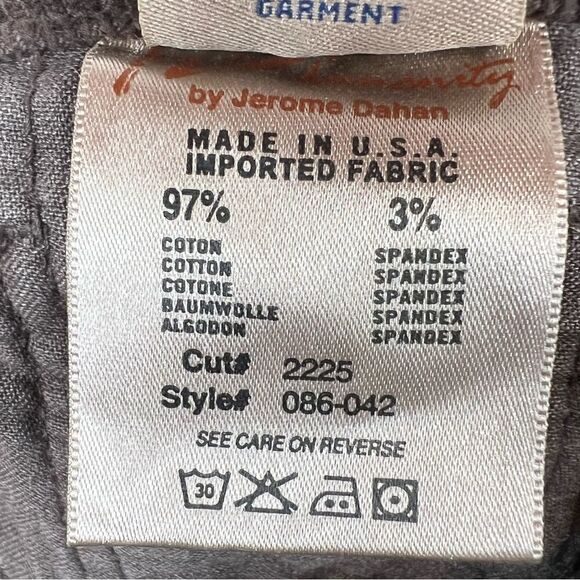 GARMENT
by Jerome Dahan
MADE IN U.S.A.
IMPORTED FABRIC
97% 3%
COTON SPANDEX
COTTON SPANDEX
COTONE SPANDEX
BAUMWOLLE SPANDEX
ALGODON SPANDEX
Cut# 2225
Style# 086-042
SEE CARE ON REVERSE
30